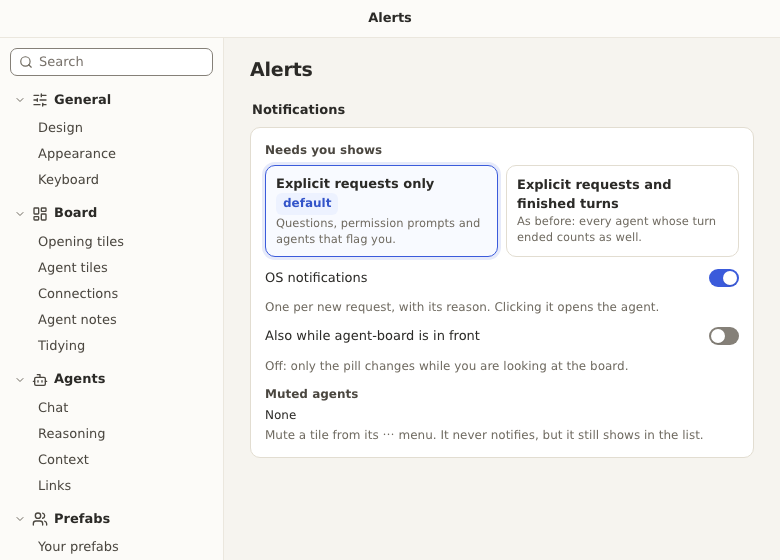 Alerts
Search
General
Design
Appearance
Keyboard
Board
Opening tiles
Agent tiles
Connections
Agent notes
Tidying
Agents
Chat
Reasoning
Context
Links
Prefabs
Your prefabs
Alerts
Notifications
Needs you shows
Explicit requests only
default
Questions, permission prompts and
agents that flag you.
Explicit requests and
finished turns
As before: every agent whose turn
ended counts as well.
OS notifications
One per new request, with its reason. Clicking it opens the agent.
Also while agent-board is in front
Off: only the pill changes while you are looking at the board.
Muted agents
None
Mute a tile from its ··· menu. It never notifies, but it still shows in the list.